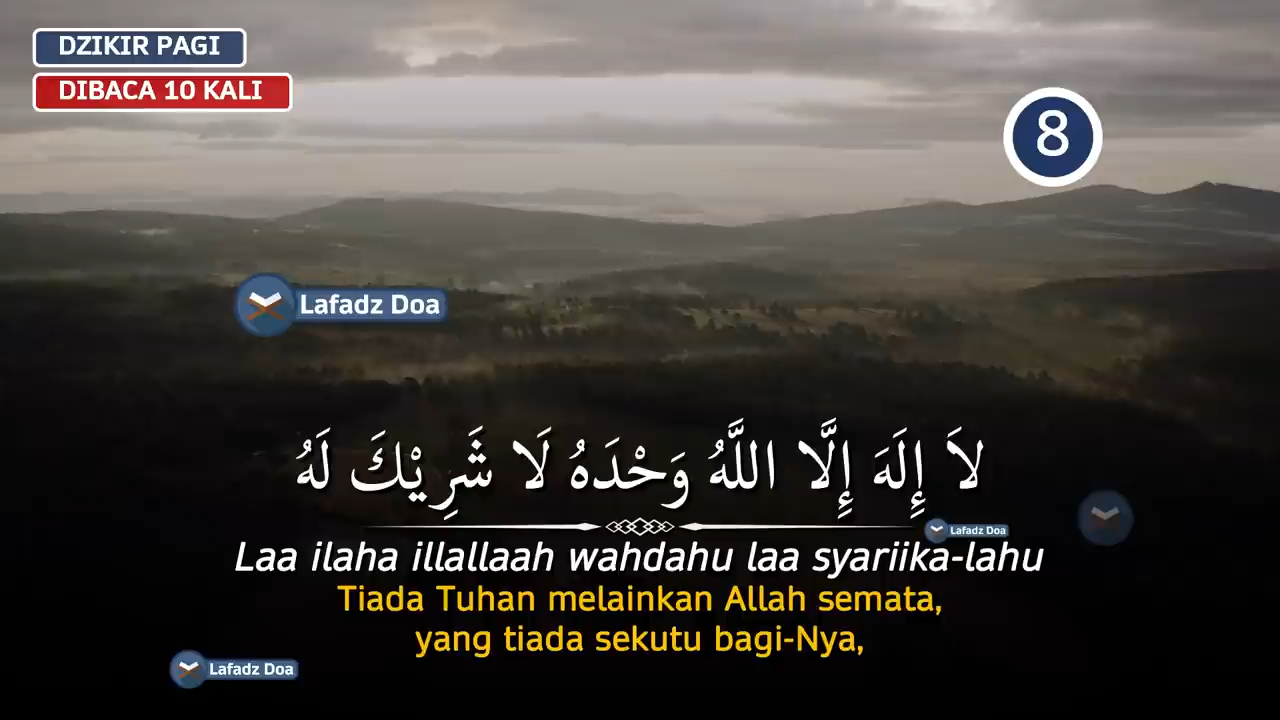 DZIKIR PAGI
DIBACA 10 KALI
8
Lafadz Doa
لاَ إِلَهَ إِلَّا اللَّهُ وَحْدَهُ لَا شَرِيْكَ لَهُ
Lafadz Doa
Laa ilaha illallaah wahdahu laa syariika-lahu
Tiada Tuhan melainkan Allah semata,
yang tiada sekutu bagi-Nya,
Lafadz Doa